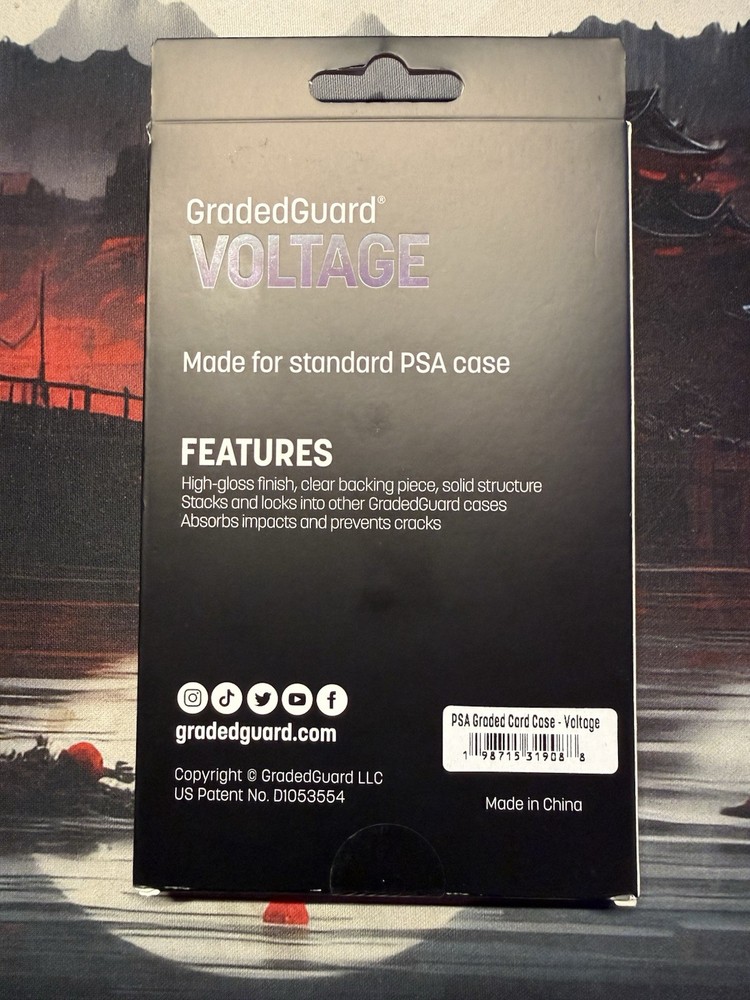 GradedGuard®
VOLTAGE
Made for standard PSA case
FEATURES
High-gloss finish, clear backing piece, solid structure
Stacks and locks into other GradedGuard cases
Absorbs impacts and prevents cracks
gradedguard.com
Copyright © GradedGuard LLC
US Patent No. D1053554
PSA Graded Card Case - Voltage
1 98715 31908 8
Made in China